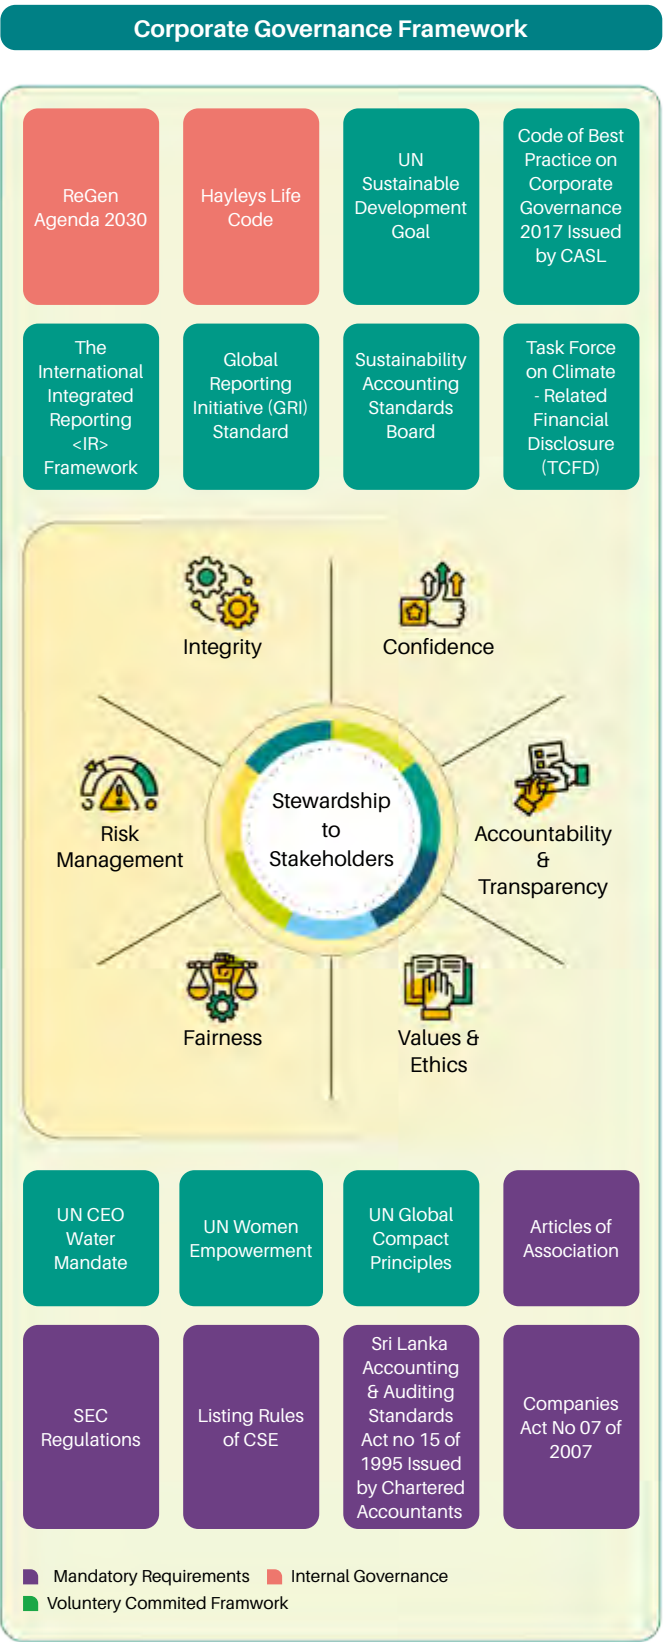 Corporate Governance Framework
ReGen
Agenda 2030
Hayleys Life
Code
UN
Sustainable
Development
Goal
Code of Best
Practice on
Corporate
Governance
2017 Issued
by CASL
The
International
Integrated
Reporting
<IR>
Framework
Global
Reporting
Initiative (GRI)
Standard
Sustainability
Accounting
Standards
Board
Task Force
on Climate
- Related
Financial
Disclosure
(TCFD)
Integrity
Confidence
Risk
Management
Stewardship
to
Stakeholders
Accountability
&
Transparency
Fairness
Values &
Ethics
UN CEO
Water
Mandate
UN Women
Empowerment
UN Global
Compact
Principles
Articles of
Association
SEC
Regulations
Listing Rules
of CSE
Sri Lanka
Accounting
& Auditing
Standards
Act no 15 of
1995 Issued
by Chartered
Accountants
Companies
Act No 07 of
2007
Mandatory Requirements
Internal Governance
Voluntery Commited Framwork